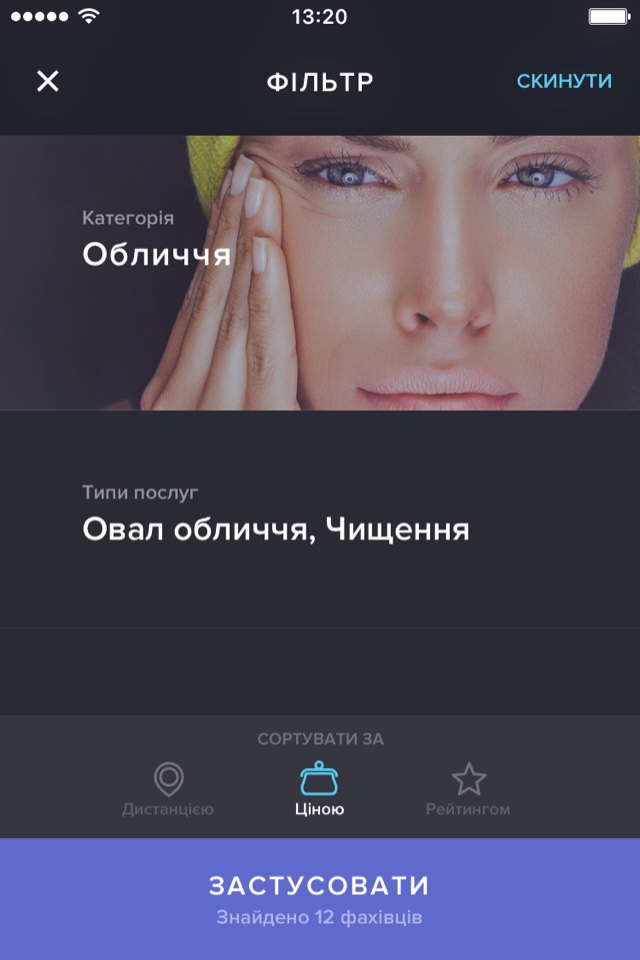 13:20
ФІЛЬТР
СКИНУТИ
Категорія
Обличчя
Типи послуг
Овал обличчя, Чищення
СОРТУВАТИ ЗА
Дистанцією
Ціною
Рейтингом
ЗАСТУСОВАТИ
Знайдено 12 фахівців